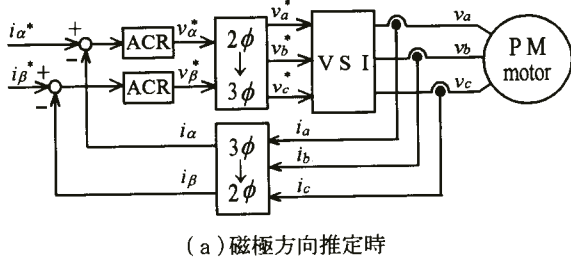 iα*
+
−
ACR
vα*
2φ
↓
3φ
va*
vb*
vc*
VSI
va
vb
vc
PM
motor
iβ*
+
−
ACR
vβ*
iα
iβ
3φ
↓
2φ
ia
ib
ic
(a)磁極方向推定時